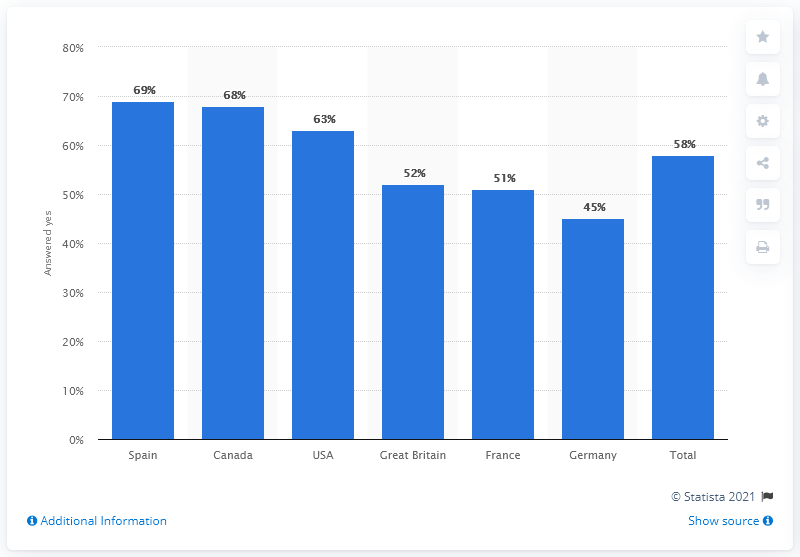 80%
70%
60%
50%
40%
30%
20%
10%
0%
Answered yes
69%
68%
63%
52%
51%
45%
58%
Spain
Canada
USA
Great Britain
France
Germany
Total
© Statista 2021
Additional Information
Show source